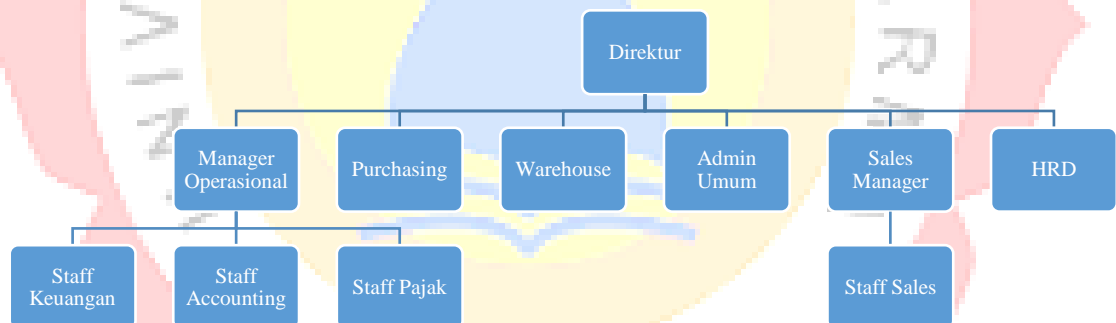 Direktur
Manager
Operasional
Purchasing
Warehouse
Admin
Umum
Sales
Manager
HRD
Staff
Keuangan
Staff
Accounting
Staff Pajak
Staff Sales